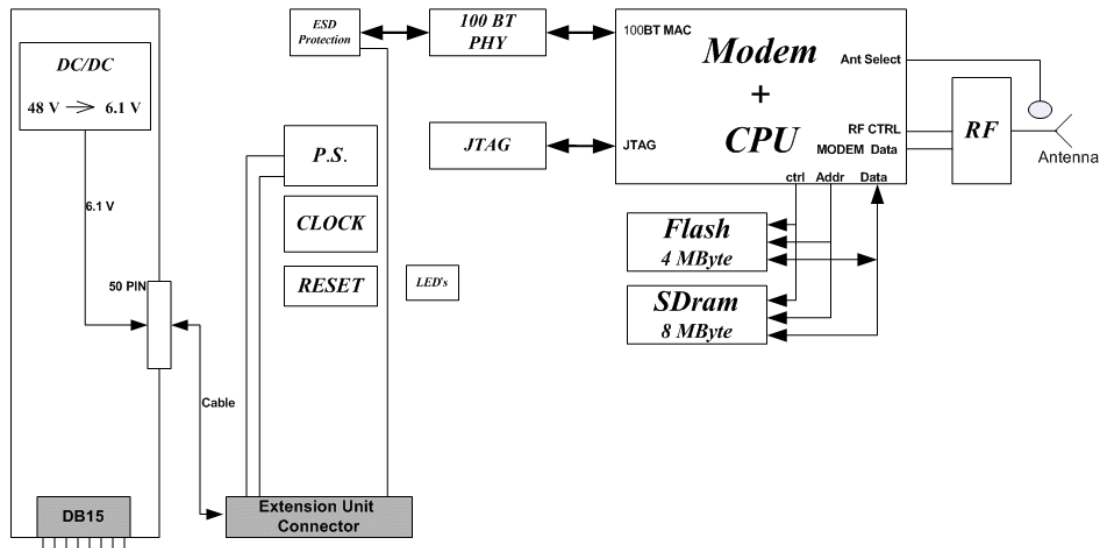 DC/DC
48 V 6.1 V
6.1 V
50 PIN
Cable
DB15
ESD
Protection
100 BT
PHY
P.S.
CLOCK
RESET
LED's
JTAG
Extension Unit
Connector
100BT MAC
Modem
+
CPU
Ant Select
RF CTRL
MODEM Data
JTAG
ctrl Addr Data
RF
Antenna
Flash
4 MByte
SDram
8 MByte